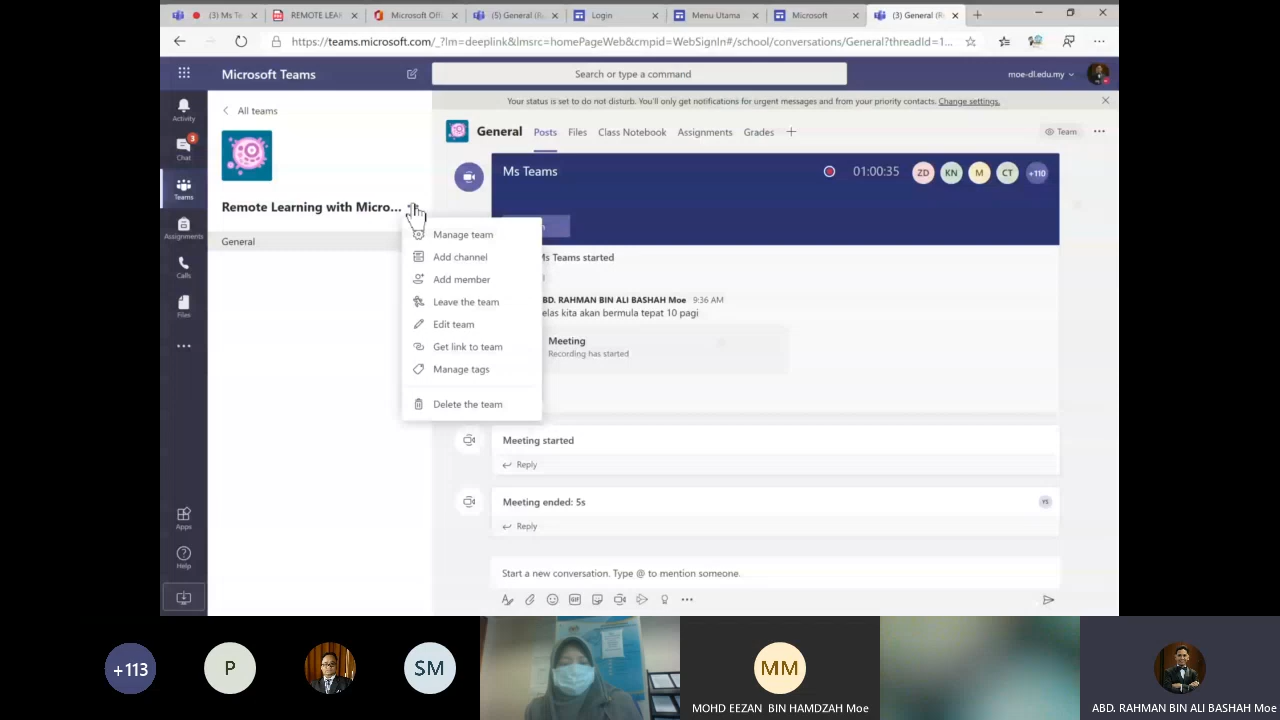 (3) Ms Te
REMOTE LEAR
Microsoft Off
(5) General (R
Login
Menu Utama
Microsoft
(3) General (R
https://teams.microsoft.com/_?lm=deeplink&lmsrc=homePageWeb&cmpid=WebSignIn#/school/conversations/General?threadId=1...
Microsoft Teams
Search or type a command
moe-dl.edu.my
Your status is set to do not disturb. You'll only get notifications for urgent messages and from your priority contacts. Change settings.
Activity
3
Chat
Teams
Assignments
Calls
Files
Apps
Help
All teams
Remote Learning with Micro...
General
Manage team
Add channel
Add member
Leave the team
Edit team
Get link to team
Manage tags
Delete the team
General Posts Files Class Notebook Assignments Grades
Team
Ms Teams
01:00:35
ZD KN M CT +110
Ms Teams started
ABD. RAHMAN BIN ALI BASHAH Moe 9:36 AM
elas kita akan bermula tepat 10 pagi
Meeting
Recording has started
Meeting started
Reply
Meeting ended: 5s
YS
Reply
Start a new conversation. Type @ to mention someone.
GIF
+113
P
SM
MM
MOHD EEZAN BIN HAMDZAH Moe
ABD. RAHMAN BIN ALI BASHAH Moe